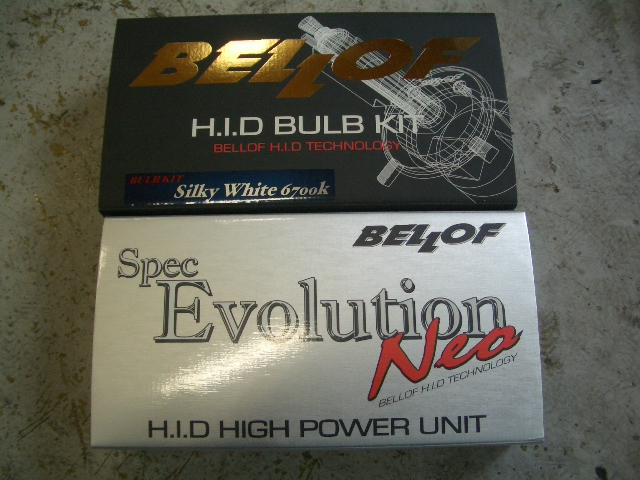 BELLOF
H.I.D BULB KIT
BELLOF H.I.D TECHNOLOGY
BULB KIT
Silky White 6700k
BELLOF
Spec
Evolution
Neo
BELLOF H.I.D TECHNOLOGY
H.I.D HIGH POWER UNIT